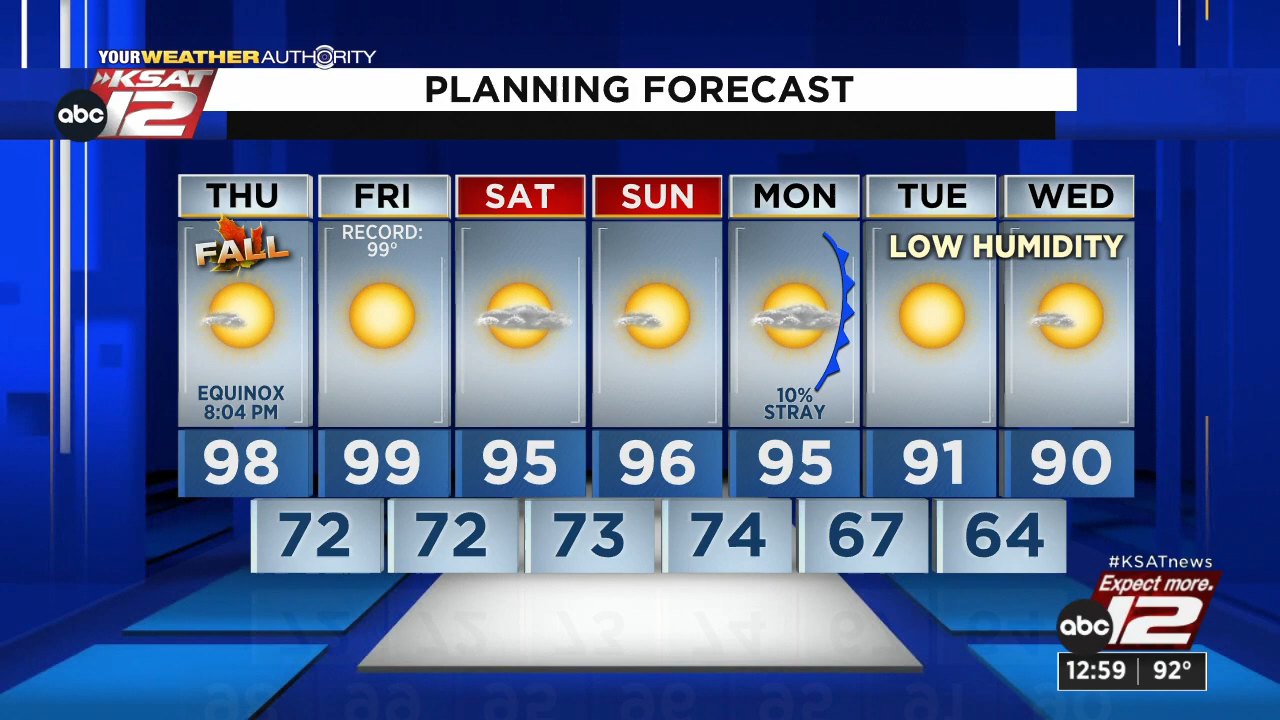 YOURWEATHERAUTHORITY
KSAT
abc 12
PLANNING FORECAST
THU FRI SAT SUN MON TUE WED
FALL RECORD: LOW HUMIDITY
99°
EQUINOX 10%
8:04 PM STRAY
98 99 95 96 95 91 90
72 72 73 74 67 64
#KSATnews
Expect more.
abc 12
12:59 92°